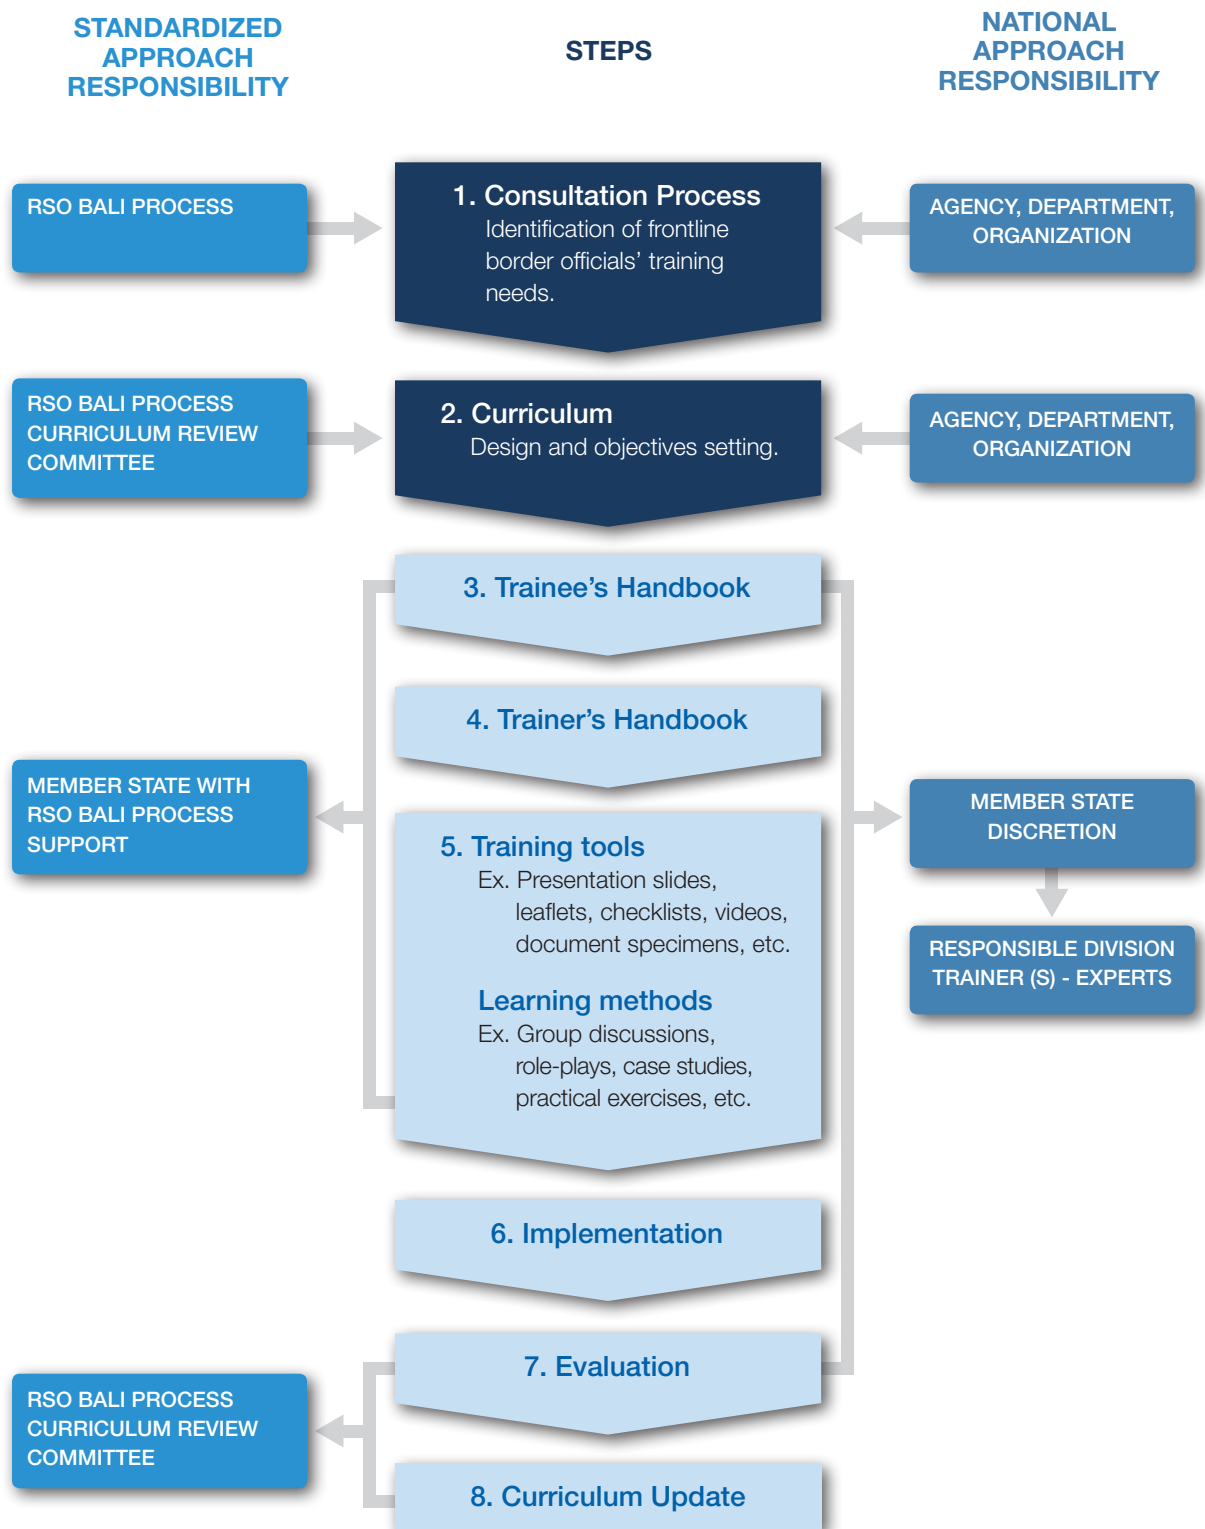 STANDARDIZED
APPROACH
RESPONSIBILITY
STEPS
NATIONAL
APPROACH
RESPONSIBILITY
RSO BALI PROCESS
1. Consultation Process
Identification of frontline
border officials’ training
needs.
AGENCY, DEPARTMENT,
ORGANIZATION
RSO BALI PROCESS
CURRICULUM REVIEW
COMMITTEE
2. Curriculum
Design and objectives setting.
AGENCY, DEPARTMENT,
ORGANIZATION
3. Trainee’s Handbook
4. Trainer’s Handbook
MEMBER STATE WITH
RSO BALI PROCESS
SUPPORT
5. Training tools
Ex. Presentation slides,
leaflets, checklists, videos,
document specimens, etc.
Learning methods
Ex. Group discussions,
role-plays, case studies,
practical exercises, etc.
MEMBER STATE
DISCRETION
RESPONSIBLE DIVISION
TRAINER (S) - EXPERTS
6. Implementation
7. Evaluation
RSO BALI PROCESS
CURRICULUM REVIEW
COMMITTEE
8. Curriculum Update